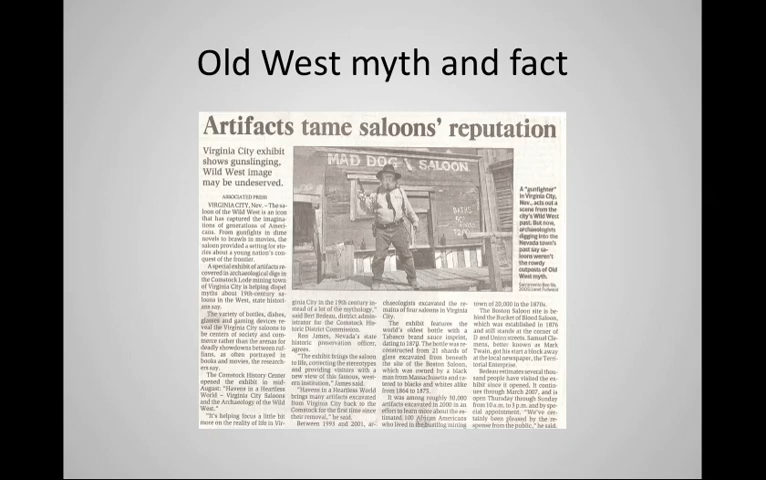 Old West myth and fact
Artifacts tame saloons' reputation
Virginia City exhibit
shows gunslinging,
Wild West image
may be undeserved.
ASSOCIATED PRESS
VIRGINIA CITY, Nev. — The sa-
loon of the Wild West is an icon
that has captured the imagina-
tions of generations of Ameri-
cans. From gunfights in dime
novels to brawls in movies, the
saloon provided a setting for sto-
ries about a young nation's con-
quest of the frontier.
A special exhibit of artifacts re-
covered in archaeological digs in
the Comstock Lode mining town
of Virginia City is helping dispel
myths about 19th-century sa-
loons in the West, state histori-
ans say.
The variety of bottles, dishes,
glasses and gaming devices re-
veal the Virginia City saloons to
be centers of society and com-
merce rather than the arenas for
deadly showdowns between ruf-
fians, as often portrayed in
books and movies, the research-
ers say.
The Comstock History Center
opened the exhibit in mid-
August: "Havens in a Heartless
World — Virginia City Saloons
and the Archaeology of the Wild
West."
"It's helping focus a little bit
more on the reality of life in Vir-
MAD DOG SALOON
BATHS
A "gunfighter"
in Virginia City,
Nev., acts out a
scene from the
city's Wild West
past. But now,
archaeologists
digging into the
Nevada town's
past say sa-
loons weren't
the rowdy
outposts of Old
West myth.
ginia City in the 19th century in-
stead of a lot of the mythology,"
said Bert Bedeau, district admin-
istrator for the Comstock His-
toric District Commission.
Ron James, Nevada's state
historic preservation officer,
agrees.
"The exhibit brings the saloon
to life, correcting the stereotypes
and providing visitors with a
new view of this famous, west-
ern institution," James said.
"Havens in a Heartless World
brings many artifacts excavated
from Virginia City back to the
Comstock for the first time since
their removal," he said.
Between 1993 and 2001, ar-
chaeologists excavated the re-
mains of four saloons in Virginia
City.
The exhibit features the
world's oldest bottle with a
Tabasco brand sauce imprint,
dating to 1870. The bottle was re-
constructed from 21 shards of
glass excavated from beneath
the site of the Boston Saloon,
which was owned by a black
man from Massachusetts and ca-
tered to blacks and whites alike
from 1864 to 1875.
It was among roughly 30,000
artifacts excavated in 2000 in an
effort to learn more about the es-
timated 100 African Americans
who lived in the bustling mining
town of 20,000 in the 1870s.
The Boston Saloon site is be-
hind the Bucket of Blood Saloon,
which was established in 1876
and still stands at the corner of
D and Union streets. Samuel Cle-
mens, better known as Mark
Twain, got his start a block away
at the local newspaper, the Terri-
torial Enterprise.
Bedeau estimates several thou-
sand people have visited the ex-
hibit since it opened. It contin-
ues through March 2007, and is
open Thursday through Sunday
from 10 a.m. to 5 p.m. and by spe-
cial appointment. "We've cer-
tainly been pleased by the re-
sponse from the public," he said.